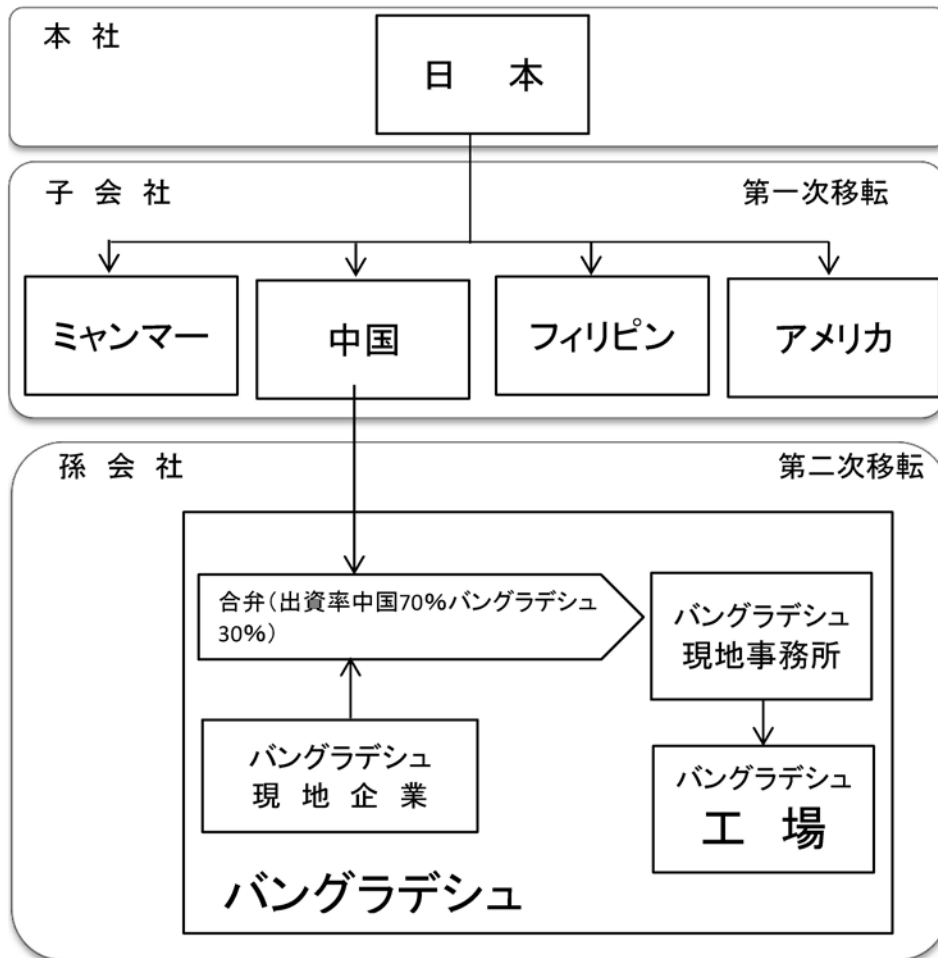 本 社
日 本
子 会 社
第一次移転
ミャンマー
中国
フィリピン
アメリカ
孫 会 社
第二次移転
合弁(出資率中国70%バングラデシュ
30%)
バングラデシュ
現地事務所
バングラデシュ
現 地 企 業
バングラデシュ
工 場
バングラデシュ